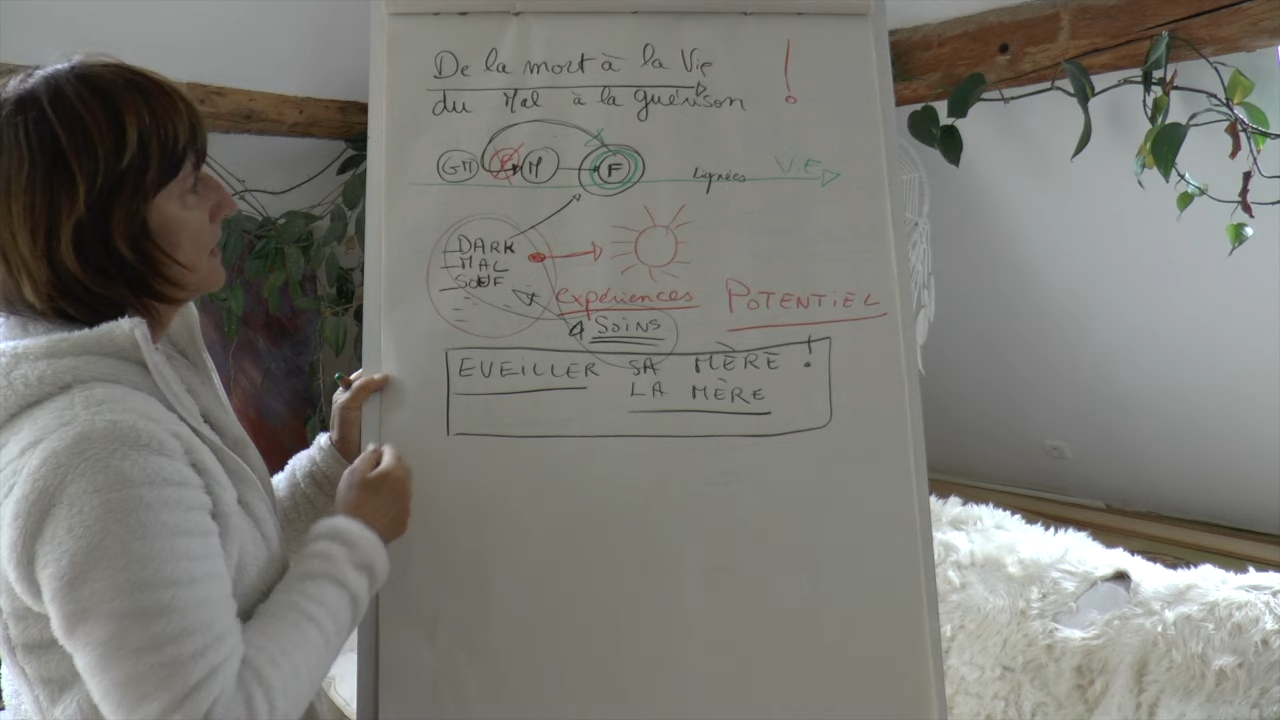 De la mort à la Vie !
du Mal à la guérison
GM P M F
Lignées VIE
DARK
MAL
SOUF
expériences POTENTIEL
4 Soins
EVEILLER SA MÈRE !
LA MÈRE